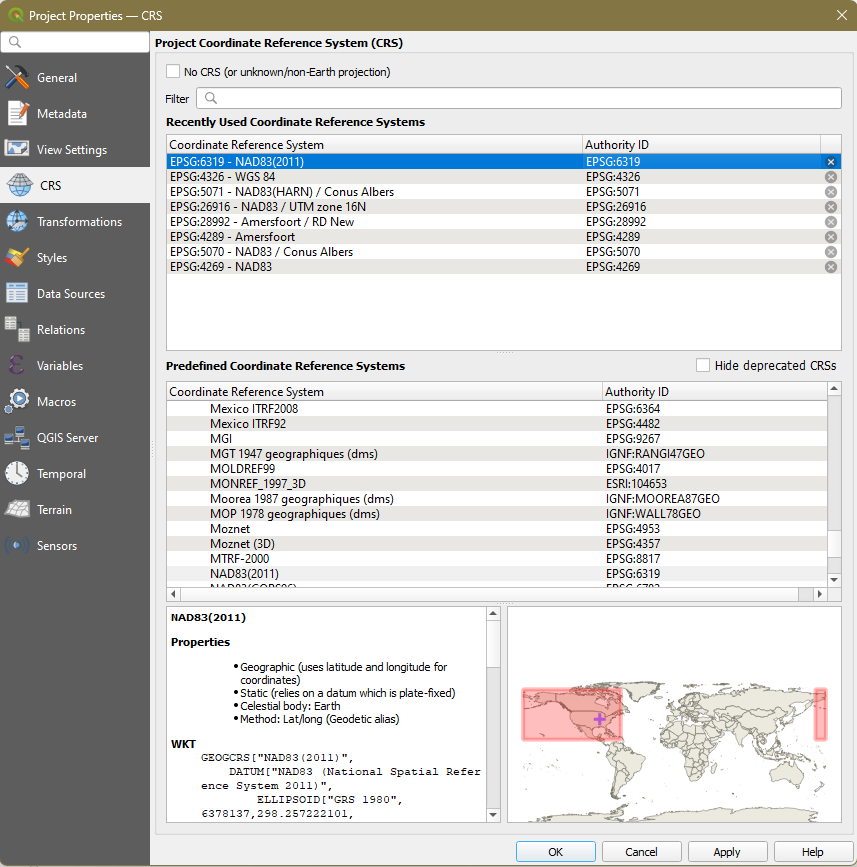 Project Properties — CRS
General
Metadata
View Settings
CRS
Transformations
Styles
Data Sources
Relations
Variables
Macros
QGIS Server
Temporal
Terrain
Sensors
Project Coordinate Reference System (CRS)
No CRS (or unknown/non-Earth projection)
Filter
Recently Used Coordinate Reference Systems
Coordinate Reference System Authority ID
EPSG:6319 - NAD83(2011) EPSG:6319
EPSG:4326 - WGS 84 EPSG:4326
EPSG:5071 - NAD83(HARN) / Conus Albers EPSG:5071
EPSG:26916 - NAD83 / UTM zone 16N EPSG:26916
EPSG:28992 - Amersfoort / RD New EPSG:28992
EPSG:4289 - Amersfoort EPSG:4289
EPSG:5070 - NAD83 / Conus Albers EPSG:5070
EPSG:4269 - NAD83 EPSG:4269
Predefined Coordinate Reference Systems Hide deprecated CRSs
Coordinate Reference System Authority ID
Mexico ITRF2008 EPSG:6364
Mexico ITRF92 EPSG:4482
MGI EPSG:9267
MGT 1947 geographiques (dms) IGNF:RANGI47GEO
MOLDREF99 EPSG:4017
MONREF_1997_3D ESRI:104653
Moorea 1987 geographiques (dms) IGNF:MOOREA87GEO
MOP 1978 geographiques (dms) IGNF:WALL78GEO
Moznet EPSG:4953
Moznet (3D) EPSG:4357
MTRF-2000 EPSG:8817
NAD83(2011) EPSG:6319
NAD83(2011)
Properties
• Geographic (uses latitude and longitude for
coordinates)
• Static (relies on a datum which is plate-fixed)
• Celestial body: Earth
• Method: Lat/long (Geodetic alias)
WKT
GEOGCRS["NAD83(2011)",
DATUM["NAD83 (National Spatial Refer
ence System 2011)",
ELLIPSOID["GRS 1980",
6378137,298.257222101,
OK Cancel Apply Help